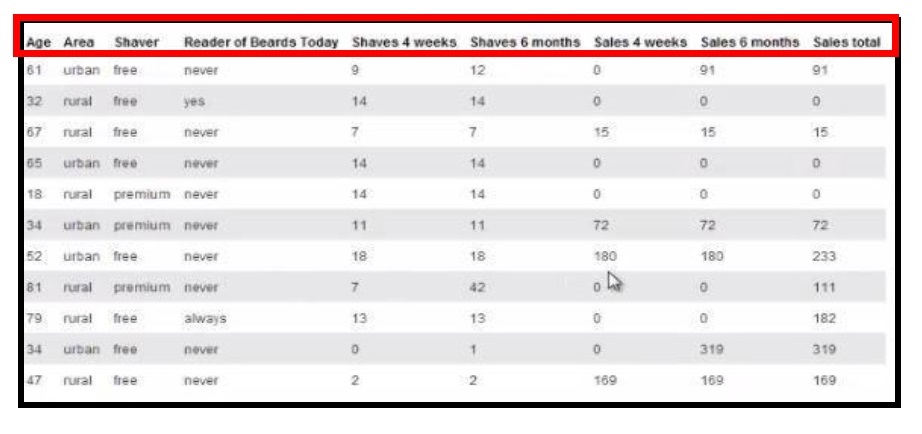 Age Area Shaver Reader of Beards Today Shaves 4 weeks Shaves 6 months Sales 4 weeks Sales 6 months Sales total
61 urban free never 9 12 0 91 91
32 rural free yes 14 14 0 0 0
67 rural free never 7 7 15 15 15
65 urban free never 14 14 0 0 0
18 rural premium never 14 14 0 0 0
34 urban premium never 11 11 72 72 72
52 urban free never 18 18 180 180 233
81 rural premium never 7 42 0 0 111
79 rural free always 13 13 0 0 182
34 urban free never 0 1 0 319 319
47 rural free never 2 2 169 169 169